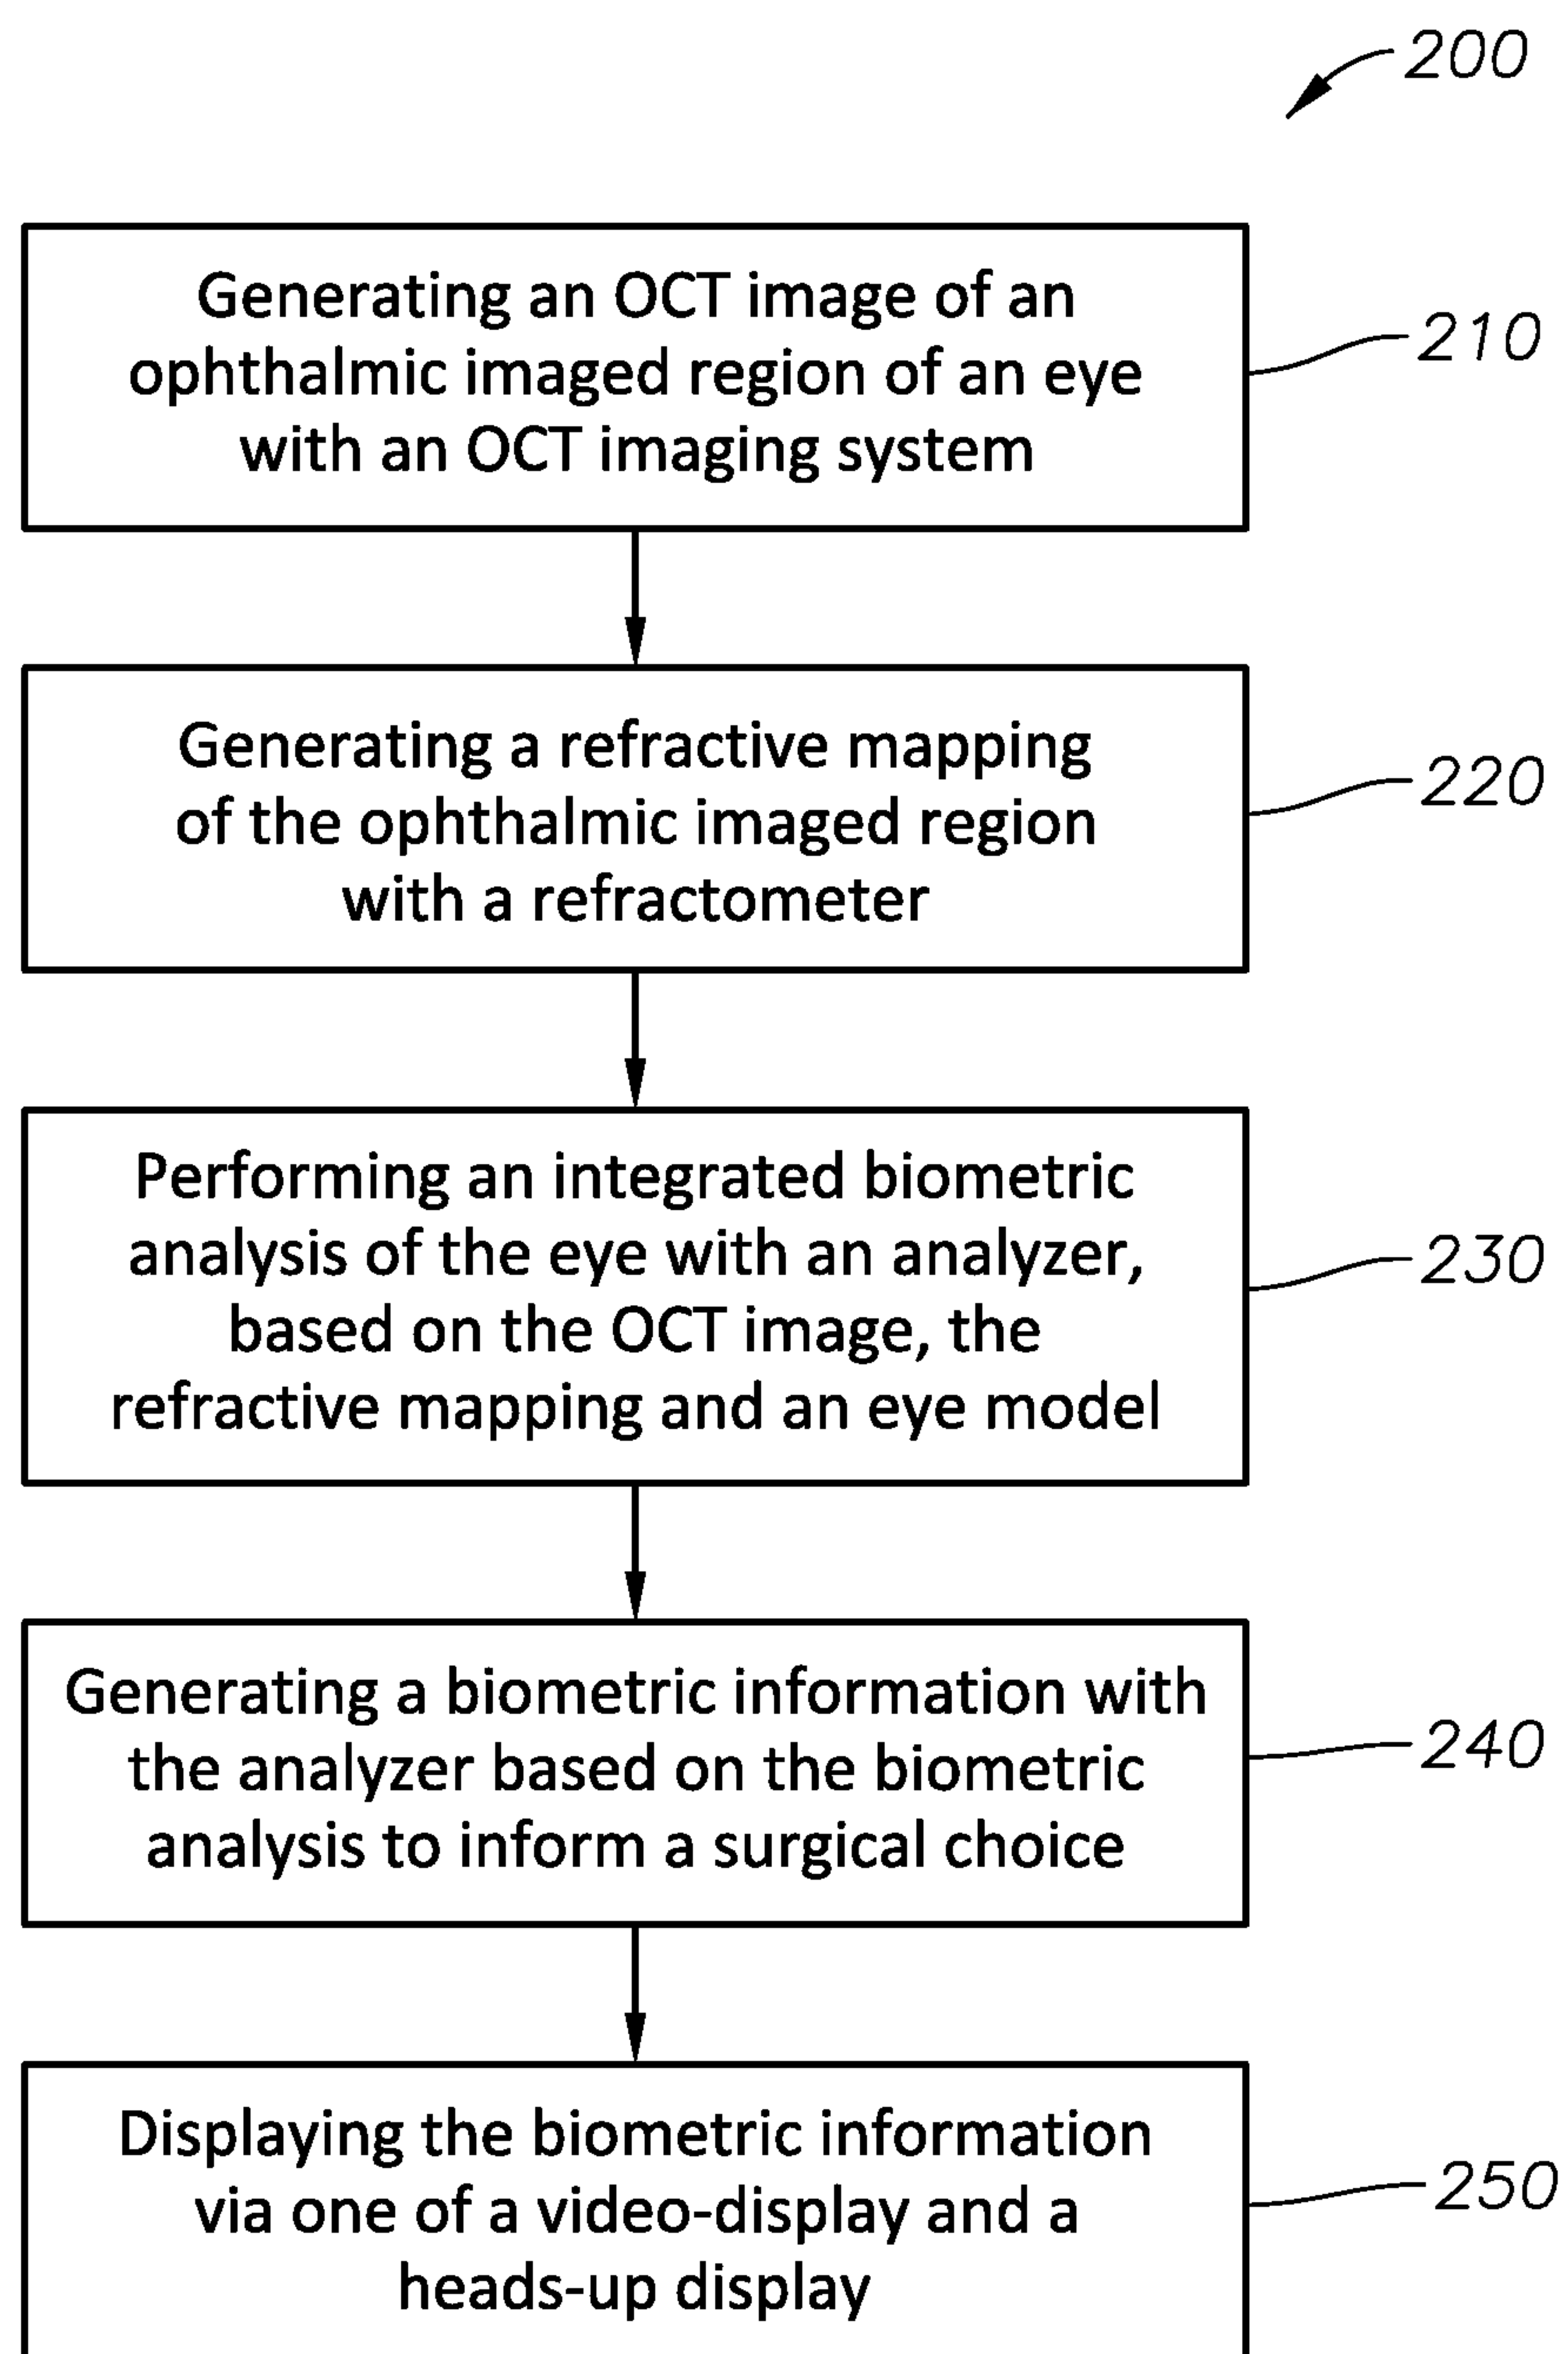 200
Generating an OCT image of an
ophthalmic imaged region of an eye
with an OCT imaging system
210
Generating a refractive mapping
of the ophthalmic imaged region
with a refractometer
220
Performing an integrated biometric
analysis of the eye with an analyzer,
based on the OCT image, the
refractive mapping and an eye model
230
Generating a biometric information with
the analyzer based on the biometric
analysis to inform a surgical choice
240
Displaying the biometric information
via one of a video-display and a
heads-up display
250